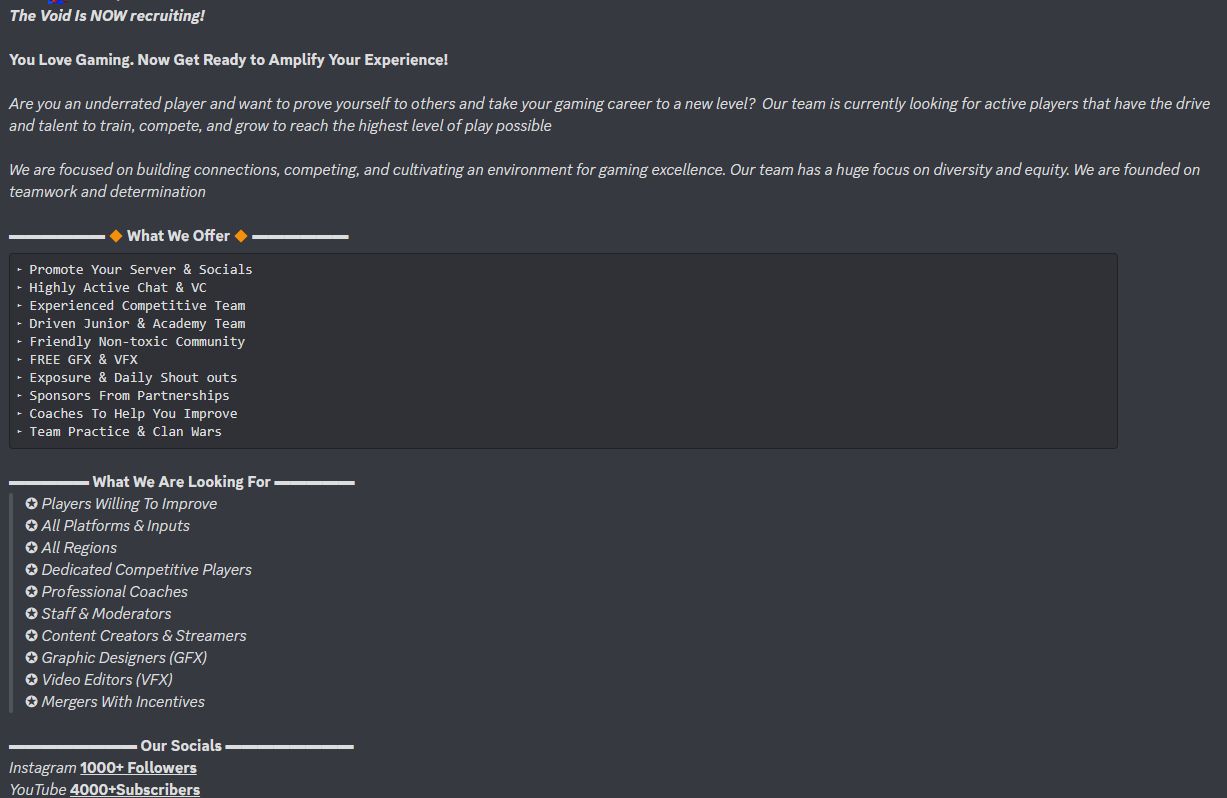 The Void Is NOW recruiting!
You Love Gaming. Now Get Ready to Amplify Your Experience!
Are you an underrated player and want to prove yourself to others and take your gaming career to a new level?  Our team is currently looking for active players that have the drive
and talent to train, compete, and grow to reach the highest level of play possible
We are focused on building connections, competing, and cultivating an environment for gaming excellence. Our team has a huge focus on diversity and equity. We are founded on
teamwork and determination
▬▬▬▬▬▬ 🔸 What We Offer 🔸 ▬▬▬▬▬▬
► Promote Your Server & Socials
► Highly Active Chat & VC
► Experienced Competitive Team
► Driven Junior & Academy Team
► Friendly Non-toxic Community
► FREE GFX & VFX
► Exposure & Daily Shout outs
► Sponsors From Partnerships
► Coaches To Help You Improve
► Team Practice & Clan Wars
▬▬▬▬▬ What We Are Looking For ▬▬▬▬▬
✪ Players Willing To Improve
✪ All Platforms & Inputs
✪ All Regions
✪ Dedicated Competitive Players
✪ Professional Coaches
✪ Staff & Moderators
✪ Content Creators & Streamers
✪ Graphic Designers (GFX)
✪ Video Editors (VFX)
✪ Mergers With Incentives
▬▬▬▬▬▬▬▬ Our Socials ▬▬▬▬▬▬▬▬
Instagram 1000+ Followers
YouTube 4000+Subscribers